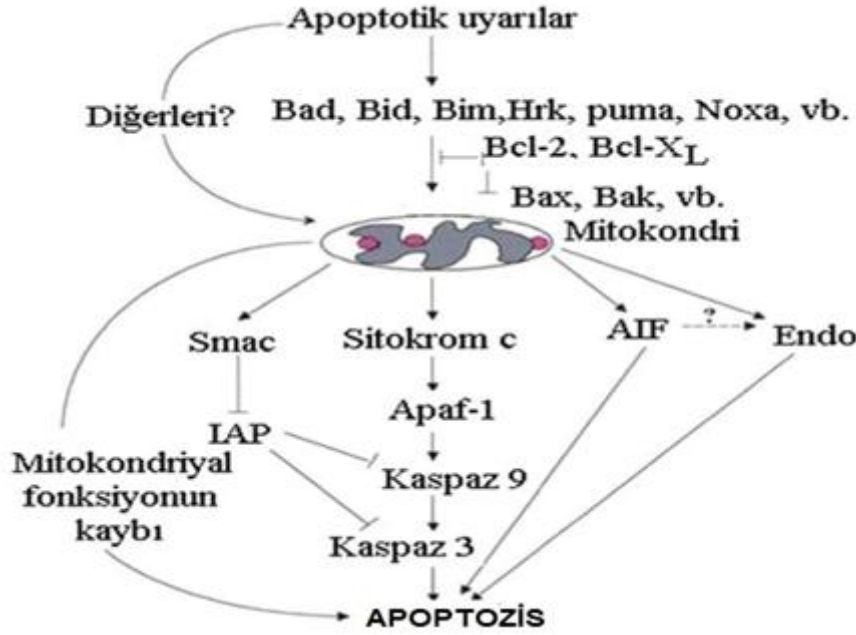 Apoptotik uyarılar
Diğerleri?
Bad, Bid, Bim,Hrk, puma, Noxa, vb.
Bcl-2, Bcl-XL
Bax, Bak, vb.
Mitokondri
Smac
Sitokrom c
AIF
?
Endo
Apaf-1
IAP
Mitokondriyal
fonksiyonun
kaybı
Kaspaz 9
Kaspaz 3
APOPTOZİS